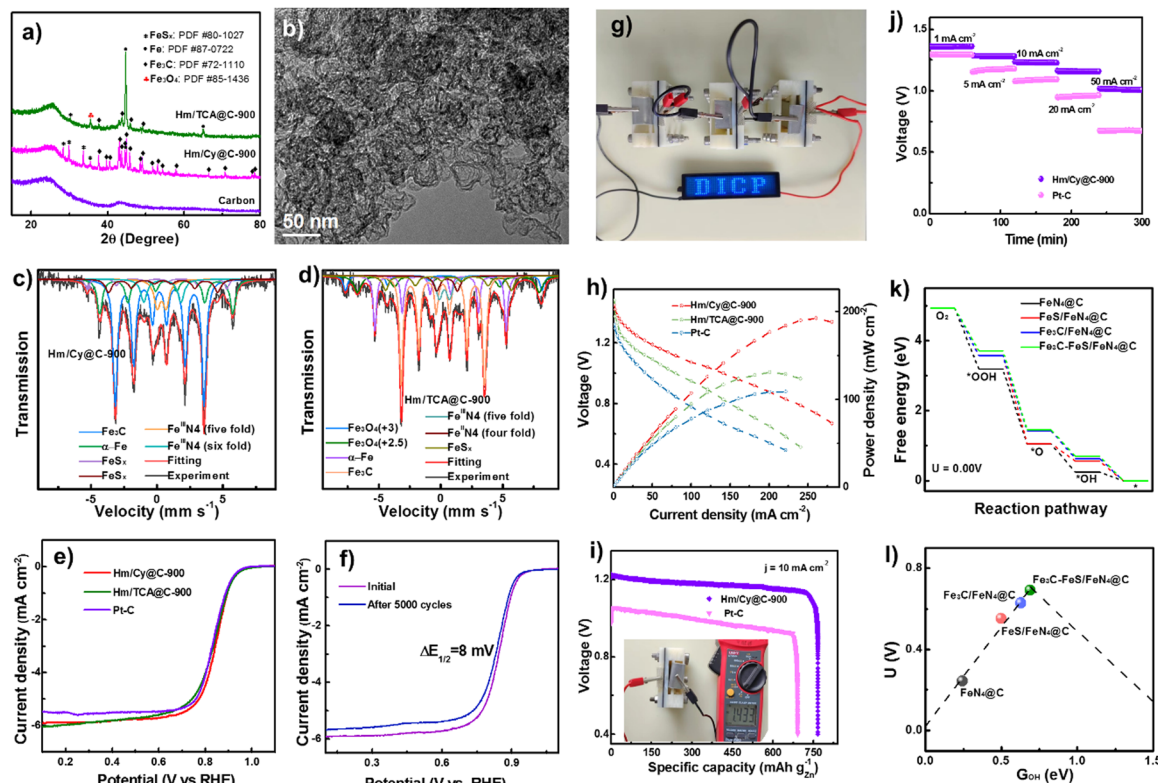 a)
FeSₓ: PDF #80-1027
Fe: PDF #87-0722
Fe₃C: PDF #72-1110
Fe₃O₄: PDF #85-1436
Hm/TCA@C-900
Hm/Cy@C-900
Carbon
20 30 40 50 60 70 80
2θ (Degree)
b)
50 nm
g)
DICP
j)
1 mA cm⁻²
10 mA cm⁻²
5 mA cm⁻²
50 mA cm⁻²
20 mA cm⁻²
Hm/Cy@C-900
Pt-C
Voltage (V)
1.5
1.0
0.5
0.0
0 100 200 300
Time (min)
c)
Transmission
Hm/Cy@C-900
Fe₃C
α-Fe
FeSₓ
FeSₓ
FeᴵᴵᴵN4 (five fold)
FeᴵᴵᴵN4 (six fold)
Fitting
Experiment
-5 0 5
Velocity (mm s⁻¹)
d)
Transmission
Hm/TCA@C-900
Fe₃O₄(+3)
Fe₃O₄(+2.5)
α-Fe
Fe₃C
FeᴵᴵᴵN4 (five fold)
FeᴵᴵN4 (four fold)
FeSₓ
Fitting
Experiment
-5 0 5
Velocity (mm s⁻¹)
h)
Hm/Cy@C-900
Hm/TCA@C-900
Pt-C
Voltage (V)
1.2
0.8
0.4
Power density (mW cm⁻²)
200
100
0
0 50 100 150 200 250
Current density (mA cm⁻²)
k)
FeN₄@C
FeS/FeN₄@C
Fe₃C/FeN₄@C
Fe₃C-FeS/FeN₄@C
O₂
*OOH
*O
*OH
*
U = 0.00V
Free energy (eV)
6
4
2
0
Reaction pathway
e)
Hm/Cy@C-900
Hm/TCA@C-900
Pt-C
Current density (mA cm⁻²)
0
-2
-4
-6
0.2 0.4 0.6 0.8 1.0
Potential (V vs RHE)
f)
Initial
After 5000 cycles
ΔE₁/₂=8 mV
Current density (mA cm⁻²)
0
-2
-4
-6
0.3 0.6 0.9
Potential (V vs. RHE)
i)
j = 10 mA cm⁻²
Hm/Cy@C-900
Pt-C
Voltage (V)
1.2
0.8
0.4
0 150 300 450 600 750
Specific capacity (mAh g⁻¹Zn)
l)
Fe₃C-FeS/FeN₄@C
Fe₃C/FeN₄@C
FeS/FeN₄@C
FeN₄@C
U (V)
0.8
0.4
0.0
0.0 0.5 1.0 1.5
G_OH (eV)